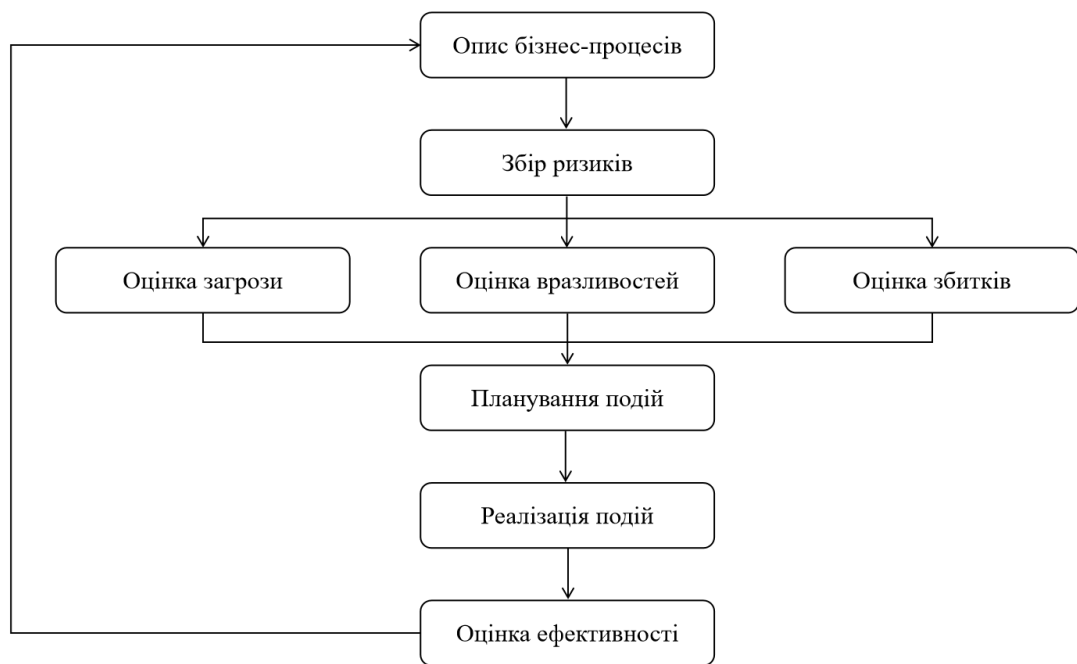 Опис бізнес-процесів
Збір ризиків
Оцінка загрози
Оцінка вразливостей
Оцінка збитків
Планування подій
Реалізація подій
Оцінка ефективності